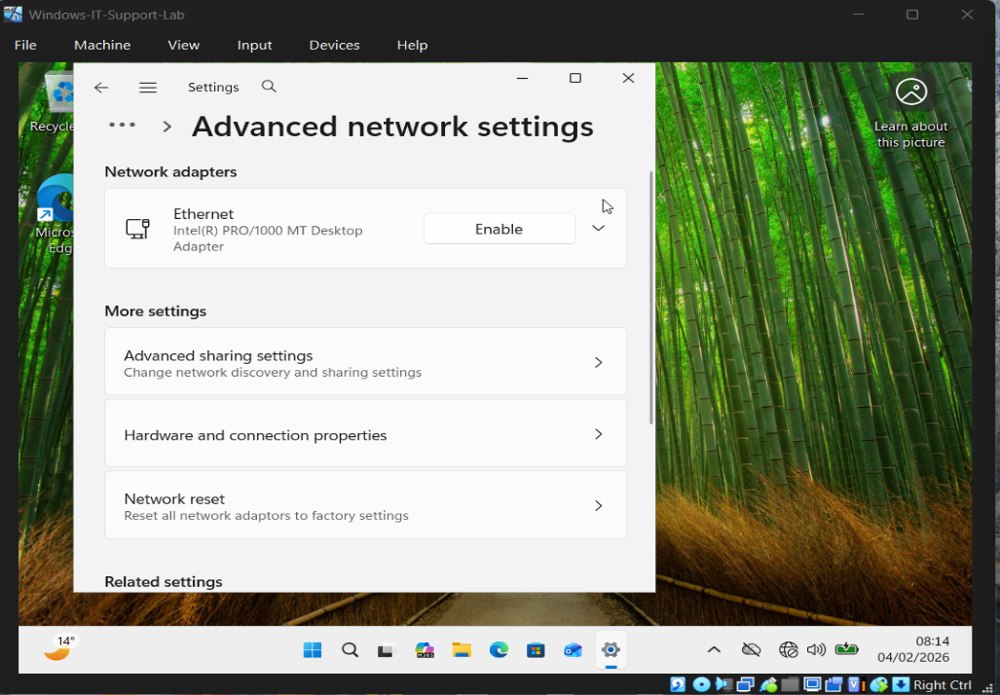 Windows-IT-Support-Lab
File Machine View Input Devices Help
Recycle
Micros
Edg
Learn about
this picture
Settings
Advanced network settings
Network adapters
Ethernet
Intel(R) PRO/1000 MT Desktop
Adapter
Enable
More settings
Advanced sharing settings
Change network discovery and sharing settings
Hardware and connection properties
Network reset
Reset all network adaptors to factory settings
Related settings
14°
M365
08:14
04/02/2026
Right Ctrl